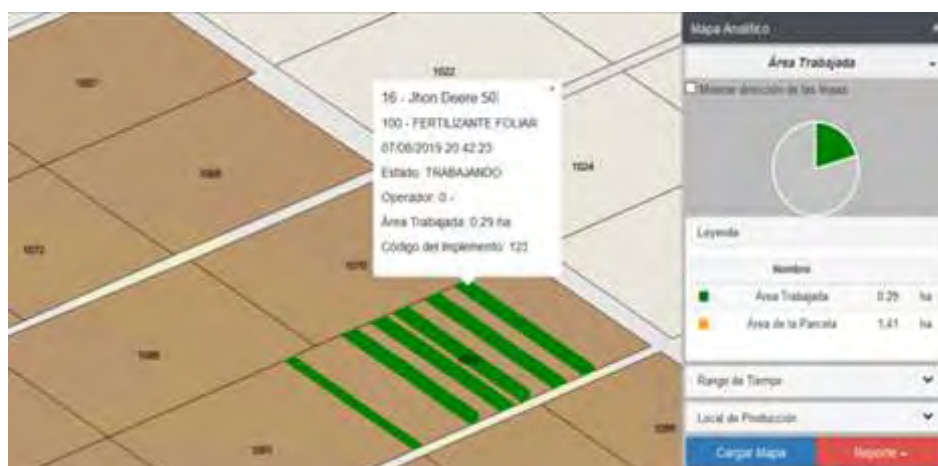 1022
16 - Jhon Deere 50
100 - FERTILIZANTE FOLIAR
07/08/2019 20:42:23
Estado: TRABAJANDO
Operador: 0 -
Área Trabajada: 0.29 ha
Código del Implemento: 123
1024
1072
1070
Mapa Analítico
Área Trabajada
Mostrar dirección de las líneas
Leyenda
Nombre
Área Trabajada 0.29 ha
Área de la Parcela 1.41 ha
Rango de Tiempo
Local de Producción
Cargar Mapa
Reporte